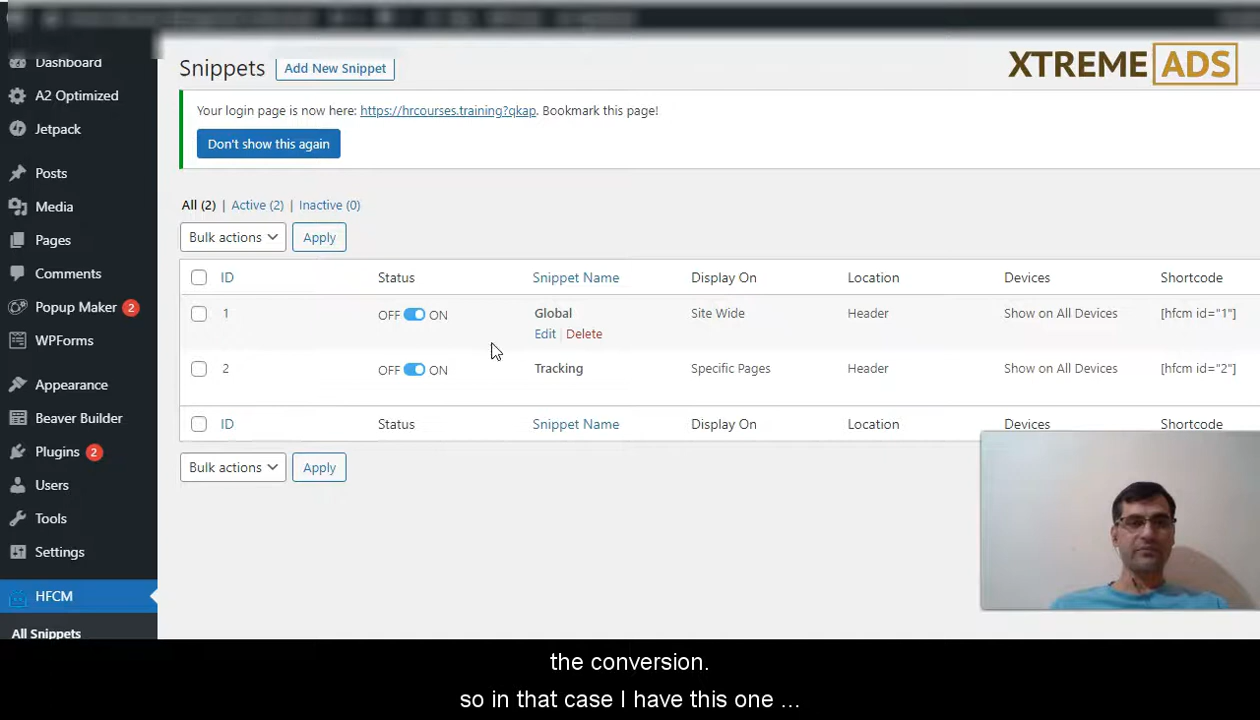 XTREME ADS
Dashboard
A2 Optimized
Jetpack
Posts
Media
Pages
Comments
Popup Maker 2
WPForms
Appearance
Beaver Builder
Plugins 2
Users
Tools
Settings
HFCM
All Snippets
Snippets Add New Snippet
Your login page is now here: https://hrcourses.training?qkap. Bookmark this page!
Don't show this again
All (2) | Active (2) | Inactive (0)
Bulk actions Apply
ID Status Snippet Name Display On Location Devices Shortcode
1 OFF ON Global Site Wide Header Show on All Devices [hfcm id="1"]
Edit | Delete
2 OFF ON Tracking Specific Pages Header Show on All Devices [hfcm id="2"]
ID Status Snippet Name Display On Location Devices Shortcode
Bulk actions Apply
the conversion.
so in that case I have this one ...